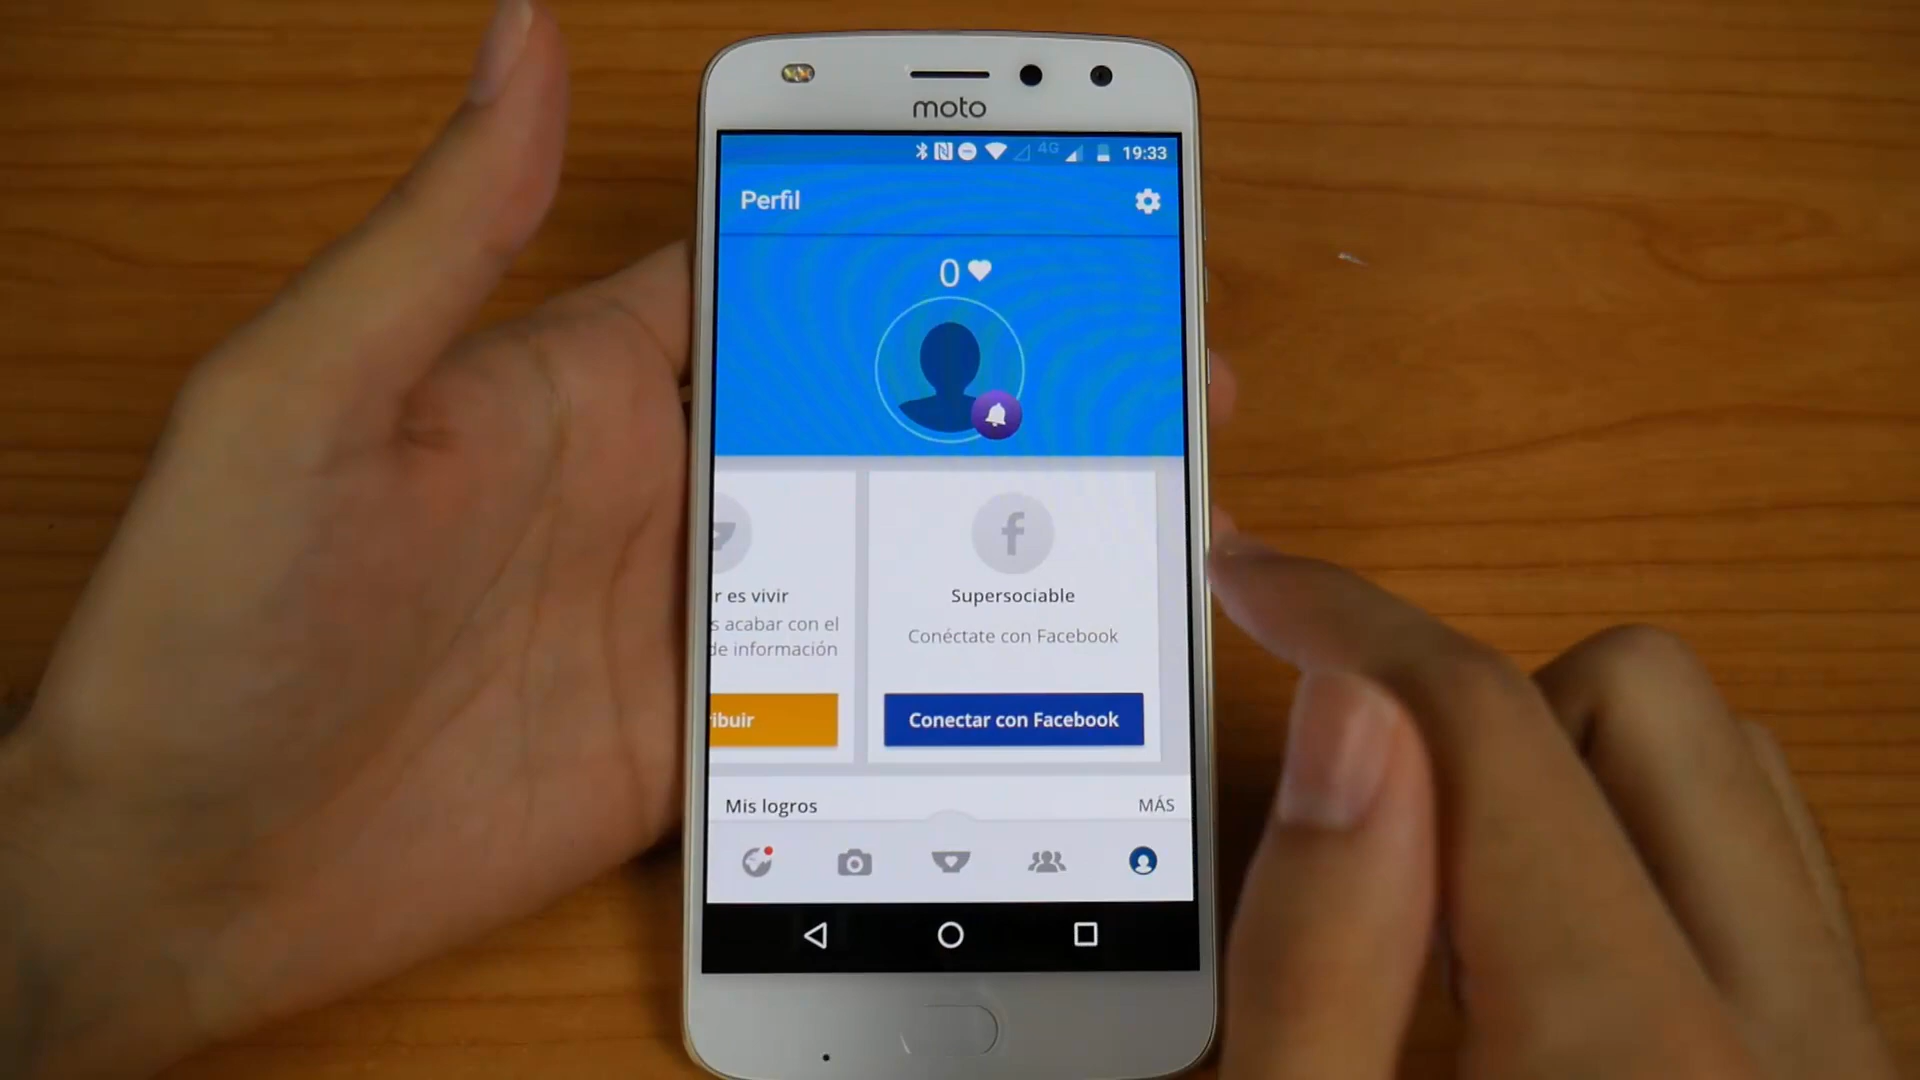 moto
4G 19:33
Perfil
0
r es vivir
s acabar con el
de información
ibuir
f
Supersociable
Conéctate con Facebook
Conectar con Facebook
Mis logros
MÁS